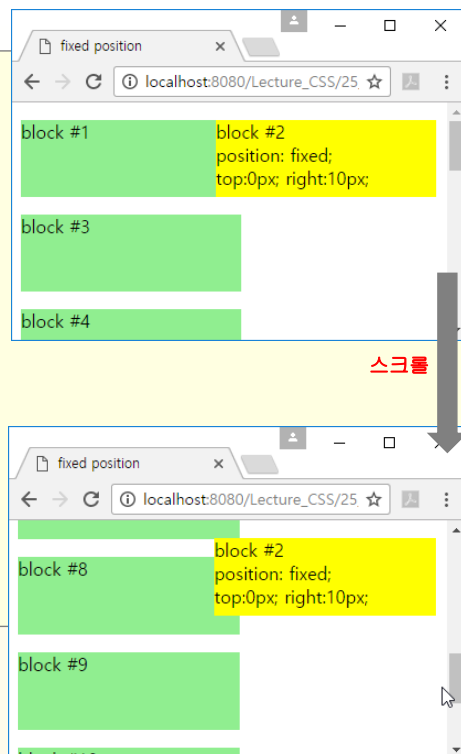 fixed position
localhost:8080/Lecture_CSS/25
block #1
block #2
position: fixed;
top:0px; right:10px;
block #3
block #4
스크롤
fixed position
localhost:8080/Lecture_CSS/25
block #2
position: fixed;
top:0px; right:10px;
block #8
block #9